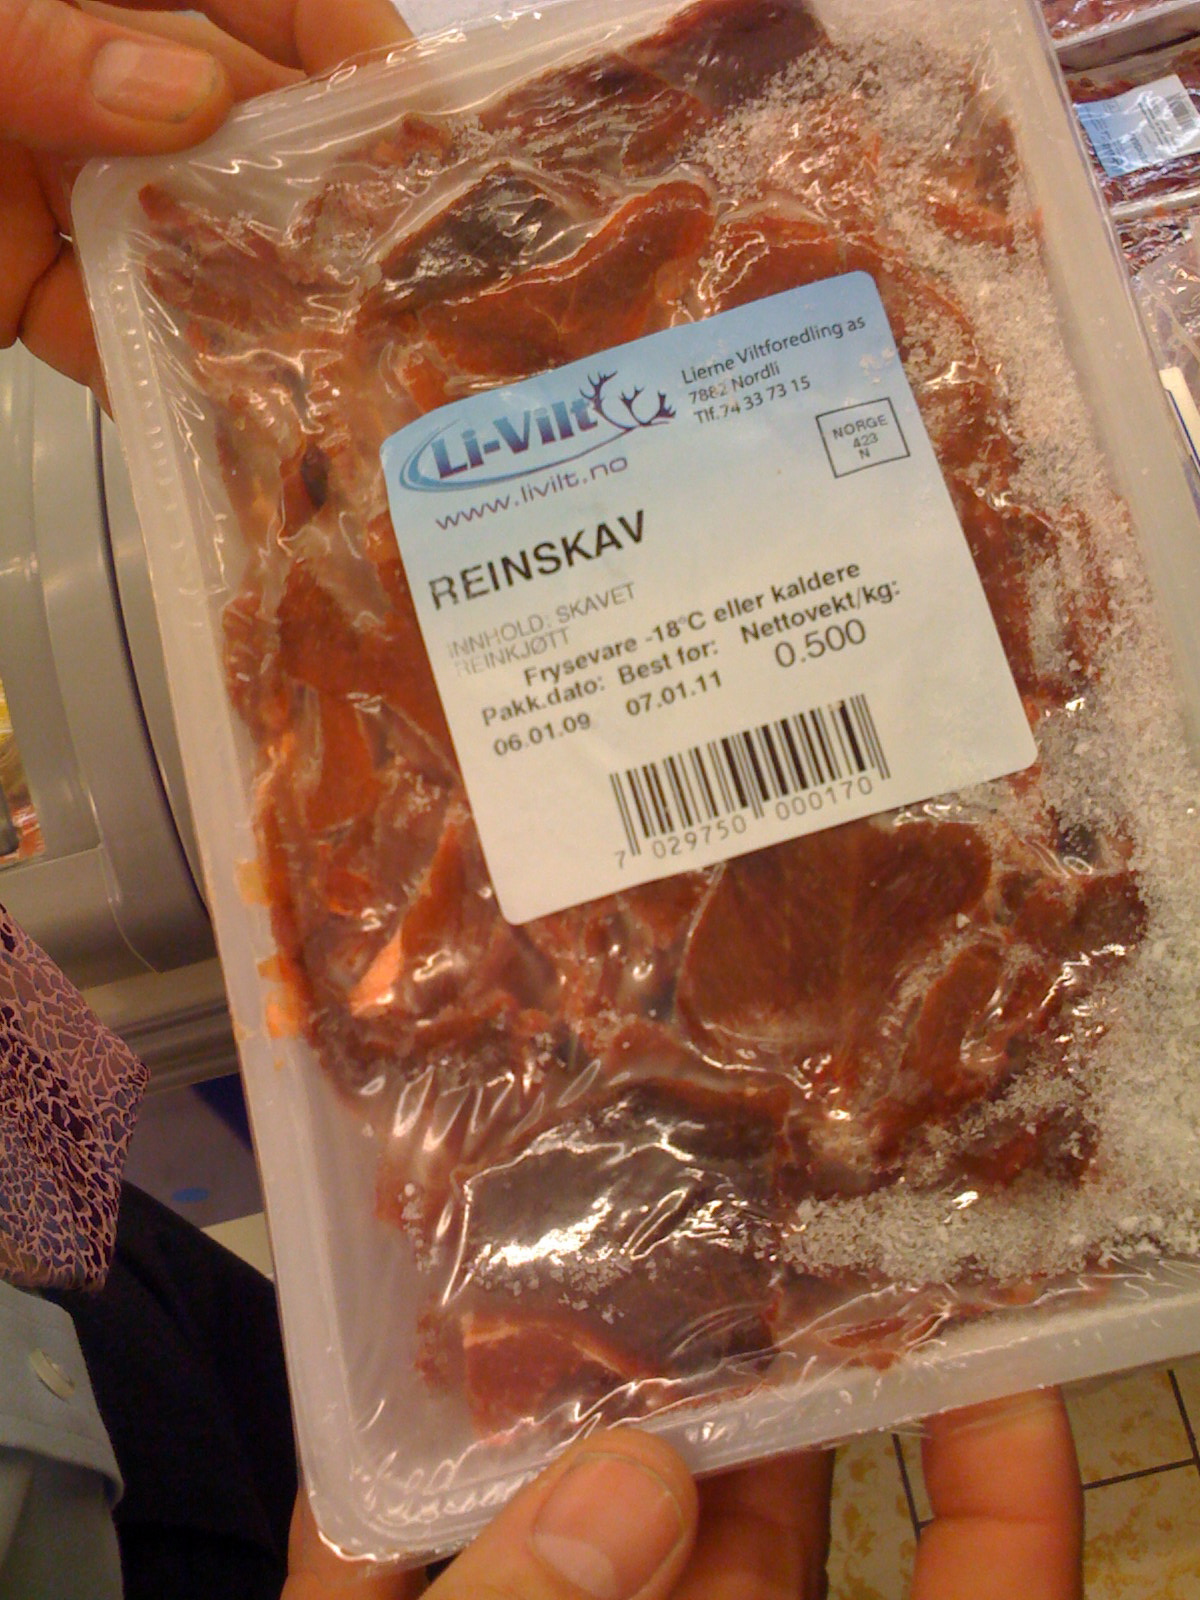 Li-Vilt
www.livilt.no
Lierne Viltforedling as
7882 Nordli
Tlf.74 33 73 15
NORGE
423
N
REINSKAV
INNHOLD: SKAVET
REINKJØTT
Frysevare -18°C eller kaldere
Pakk.dato: Best før: Nettovekt/kg:
06.01.09 07.01.11 0.500
7 029750 000170